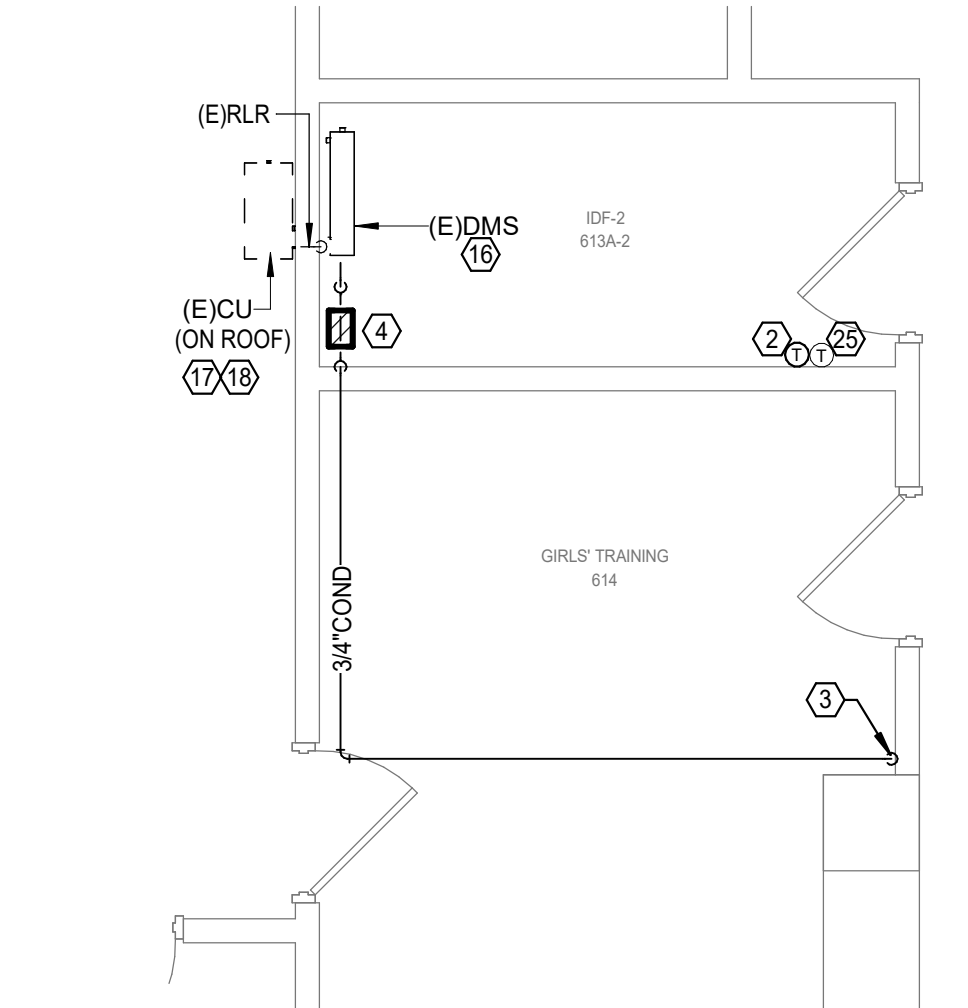 (E)RLR
(E)DMS
16
IDF-2
613A-2
(E)CU
(ON ROOF)
17 18
4
2
T T
25
3/4"COND
GIRLS' TRAINING
614
3